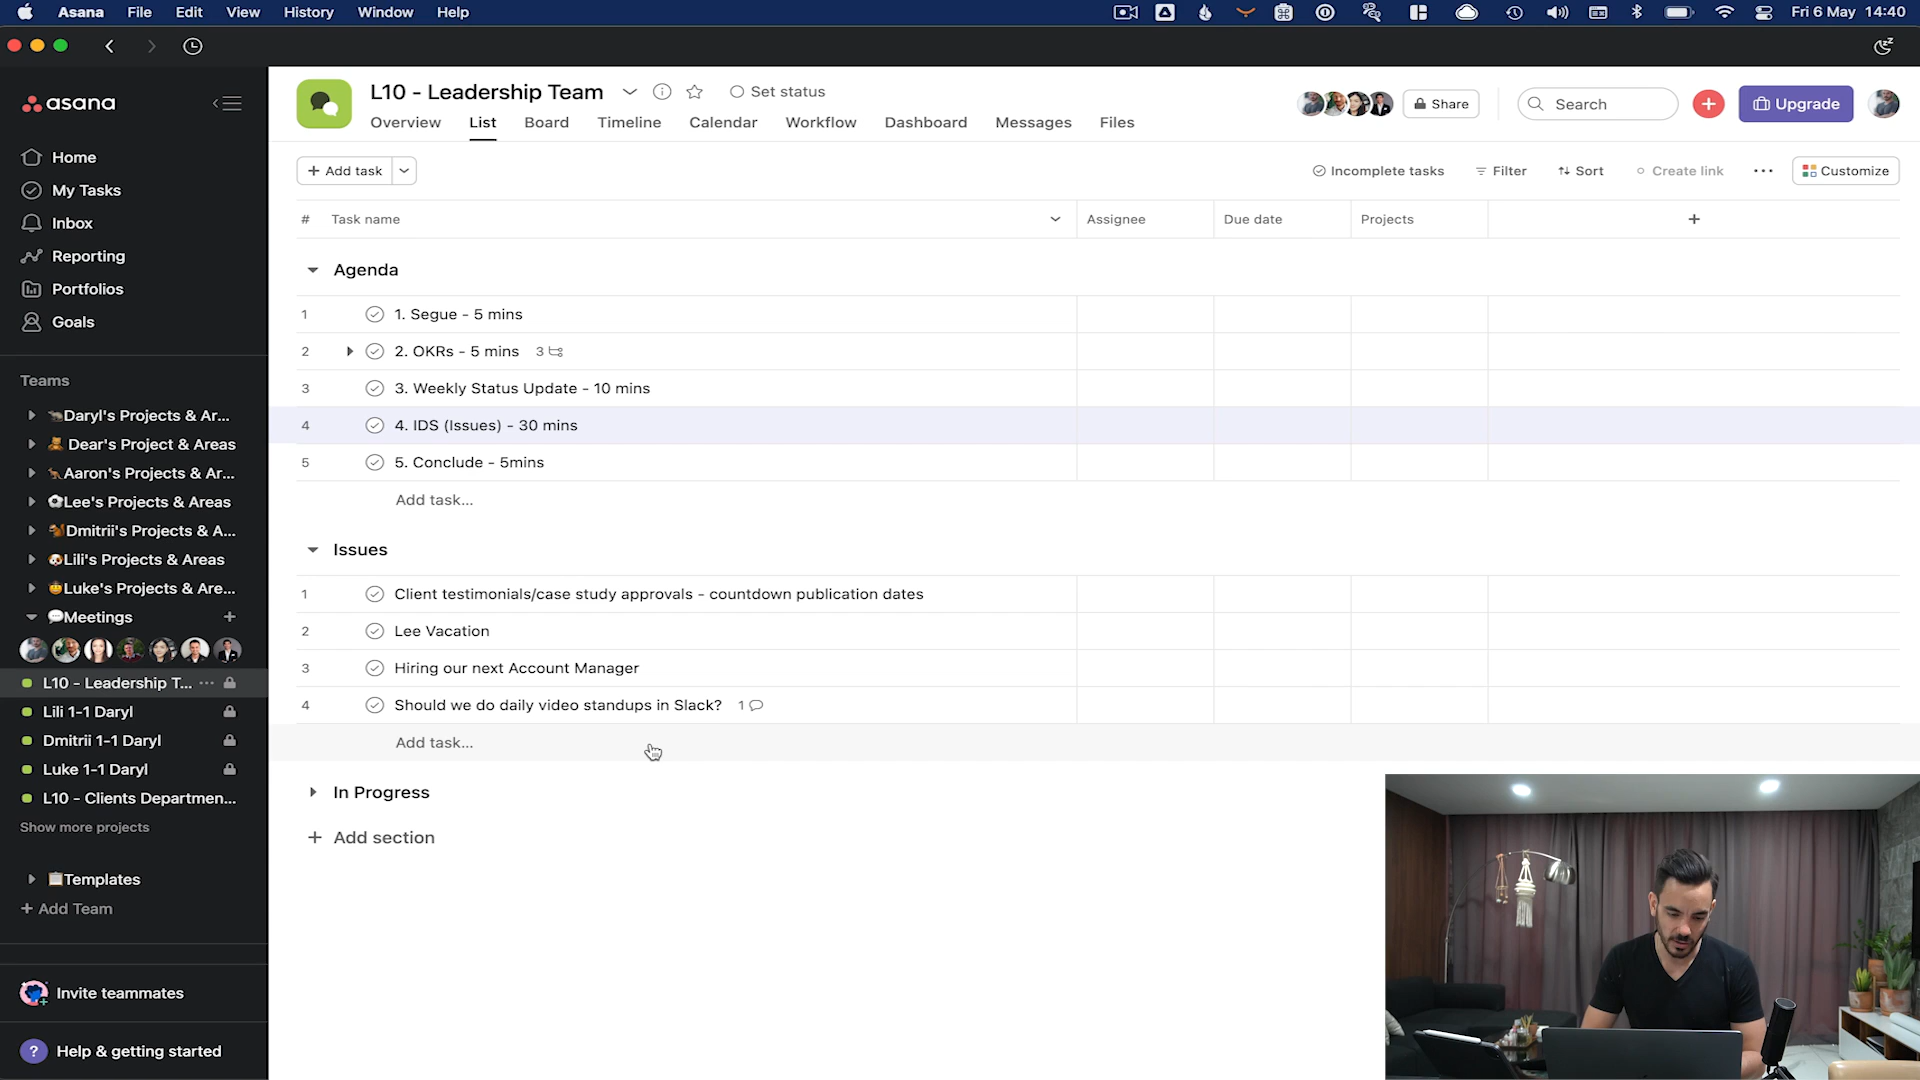 Asana File Edit View History Window Help Fri 6 May 14:40
asana
Home
My Tasks
Inbox
Reporting
Portfolios
Goals
Teams
Daryl's Projects & Ar...
Dear's Project & Areas
Aaron's Projects & Ar...
Lee's Projects & Areas
Dmitrii's Projects & A...
Lili's Projects & Areas
Luke's Projects & Are...
Meetings +
L10 - Leadership T... ...
Lili 1-1 Daryl
Dmitrii 1-1 Daryl
Luke 1-1 Daryl
L10 - Clients Departmen...
Show more projects
Templates
+ Add Team
Invite teammates
? Help & getting started
L10 - Leadership Team Set status
Share Search + Upgrade
Overview List Board Timeline Calendar Workflow Dashboard Messages Files
+ Add task Incomplete tasks Filter Sort Create link ... Customize
# Task name Assignee Due date Projects +
Agenda
1 1. Segue - 5 mins
2 2. OKRs - 5 mins 3
3 3. Weekly Status Update - 10 mins
4 4. IDS (Issues) - 30 mins
5 5. Conclude - 5mins
Add task...
Issues
1 Client testimonials/case study approvals - countdown publication dates
2 Lee Vacation
3 Hiring our next Account Manager
4 Should we do daily video standups in Slack? 1
Add task...
In Progress
+ Add section